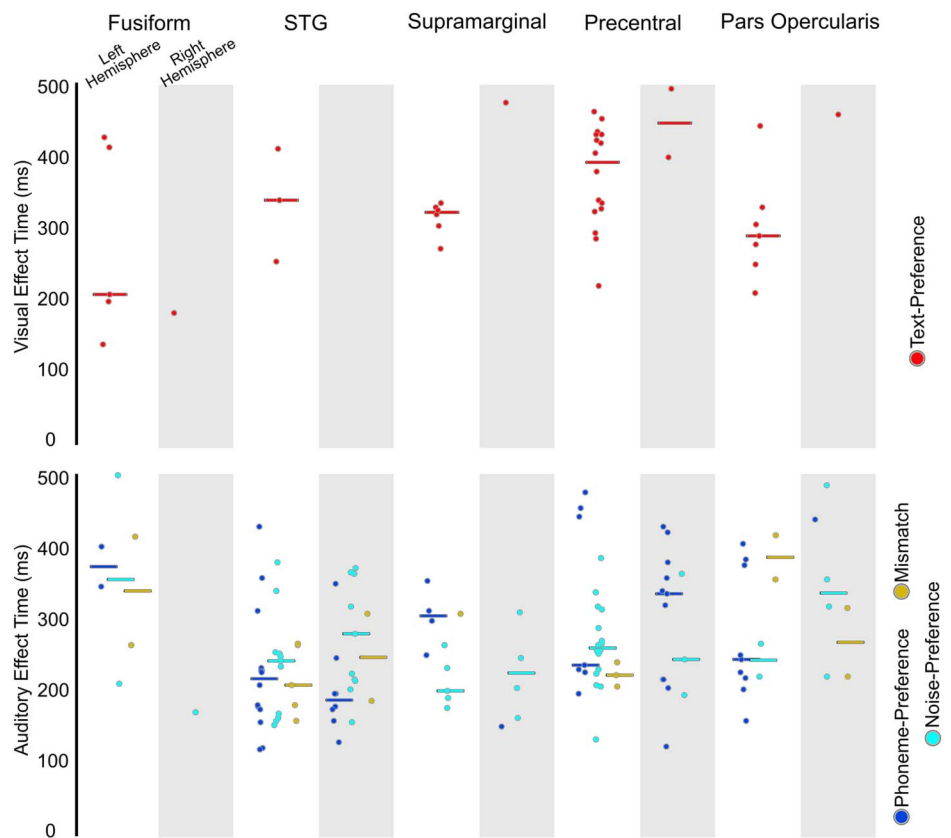 Fusiform
STG
Supramarginal
Precentral
Pars Opercularis
Left
Hemisphere
Right
Hemisphere
Visual Effect Time (ms)
500
400
300
200
100
0
Text-Preference
Auditory Effect Time (ms)
500
400
300
200
100
0
Phoneme-Preference
Mismatch
Noise-Preference